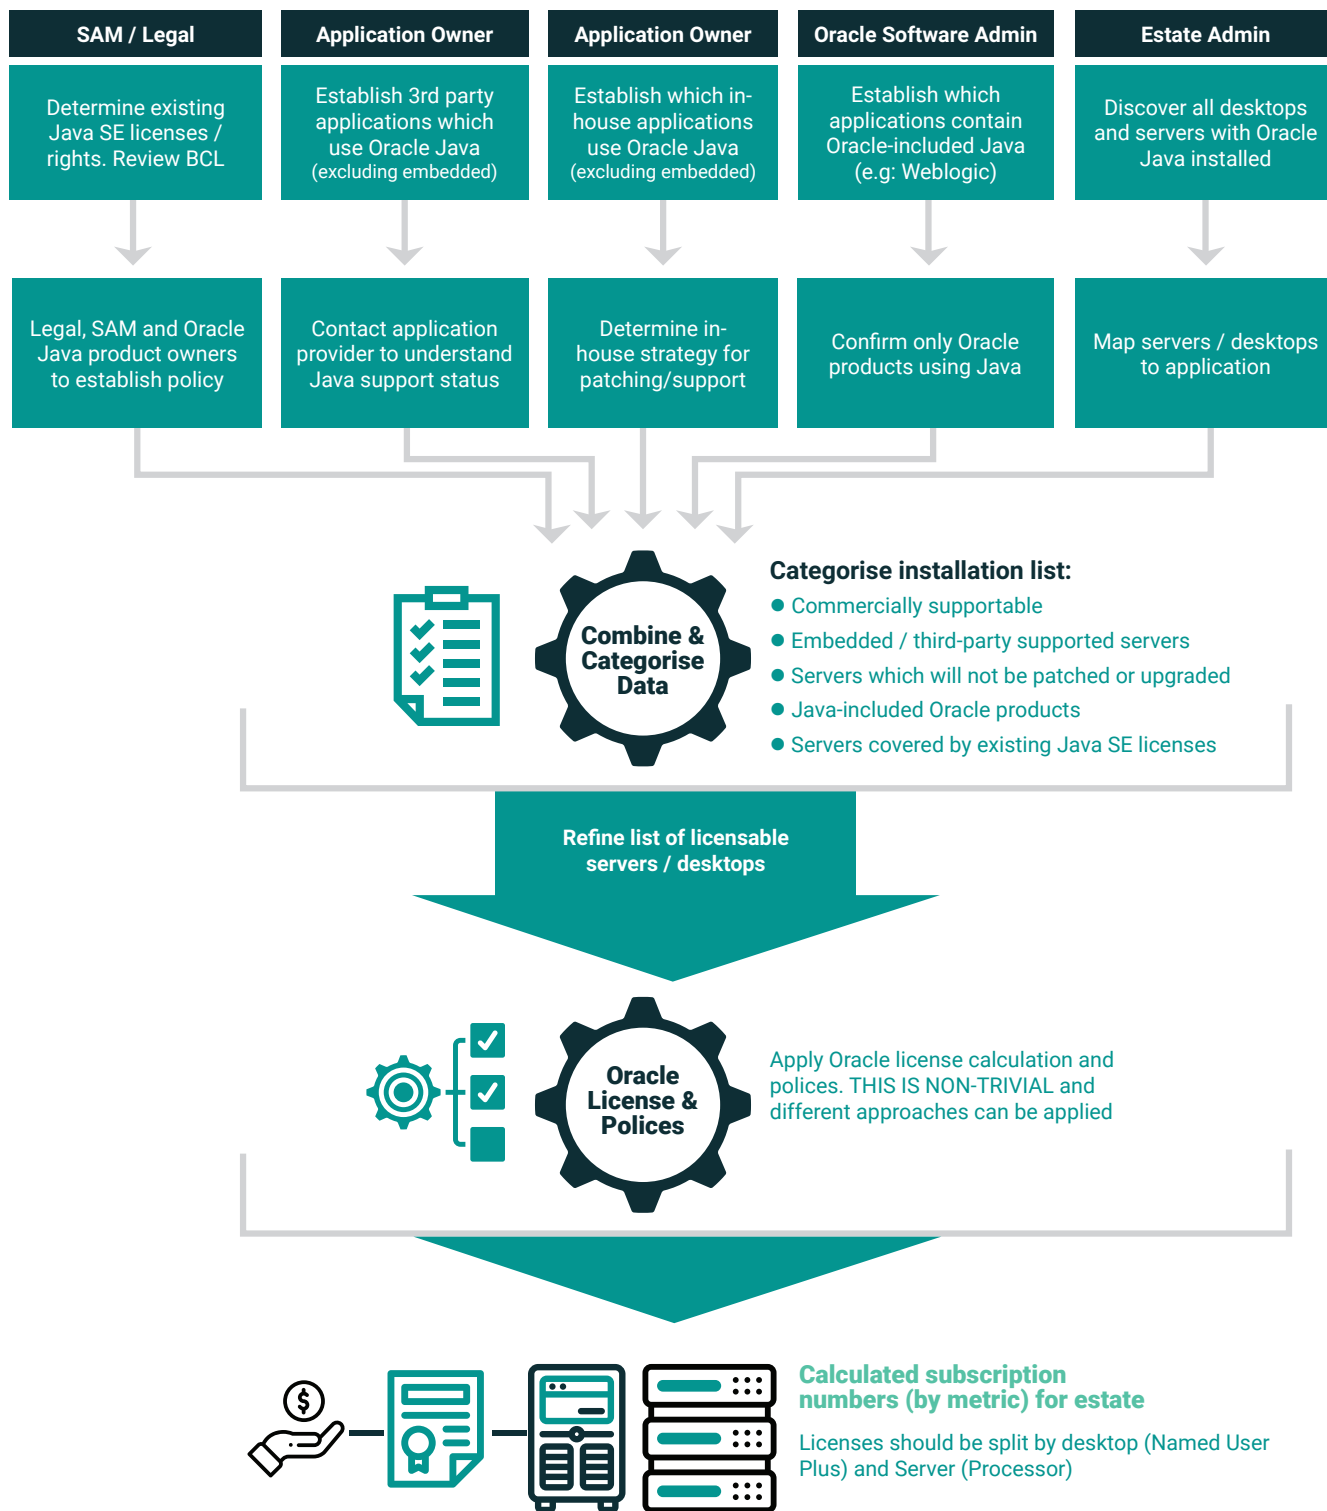 SAM / Legal
Application Owner
Application Owner
Oracle Software Admin
Estate Admin
Determine existing
Java SE licenses /
rights. Review BCL
Establish 3rd party
applications which
use Oracle Java
(excluding embedded)
Establish which in-
house applications
use Oracle Java
(excluding embedded)
Establish which
applications contain
Oracle-included Java
(e.g: Weblogic)
Discover all desktops
and servers with Oracle
Java installed
Legal, SAM and Oracle
Java product owners
to establish policy
Contact application
provider to understand
Java support status
Determine in-
house strategy for
patching/support
Confirm only Oracle
products using Java
Map servers / desktops
to application
Combine &
Categorise
Data
Categorise installation list:
● Commercially supportable
● Embedded / third-party supported servers
● Servers which will not be patched or upgraded
● Java-included Oracle products
● Servers covered by existing Java SE licenses
Refine list of licensable
servers / desktops
Oracle
License &
Polices
Apply Oracle license calculation and
polices. THIS IS NON-TRIVIAL and
different approaches can be applied
$
Calculated subscription
numbers (by metric) for estate
Licenses should be split by desktop (Named User
Plus) and Server (Processor)